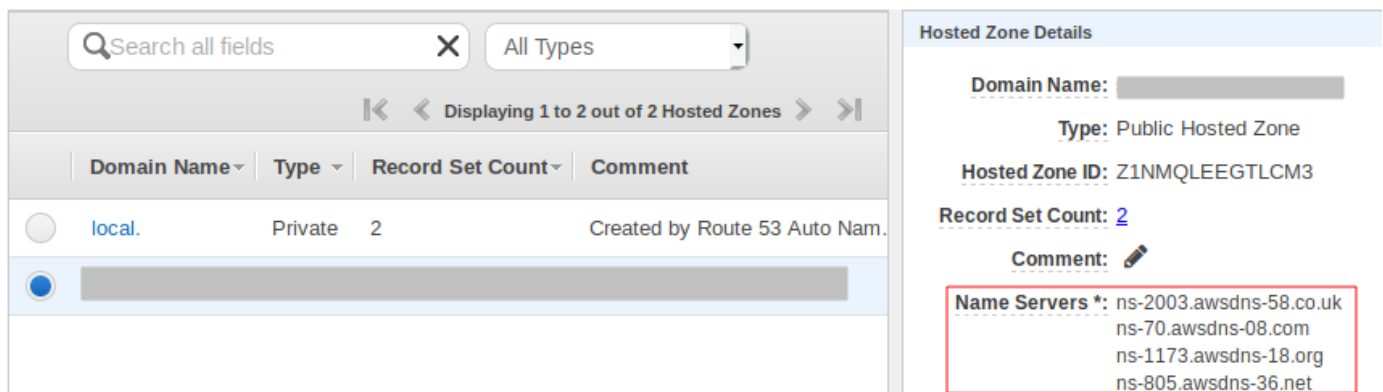 Search all fields
All Types
Displaying 1 to 2 out of 2 Hosted Zones
Domain Name Type Record Set Count Comment
local. Private 2 Created by Route 53 Auto Nam.
Hosted Zone Details
Domain Name:
Type: Public Hosted Zone
Hosted Zone ID: Z1NMQLEEGTLCM3
Record Set Count: 2
Comment:
Name Servers *: ns-2003.awsdns-58.co.uk
ns-70.awsdns-08.com
ns-1173.awsdns-18.org
ns-805.awsdns-36.net